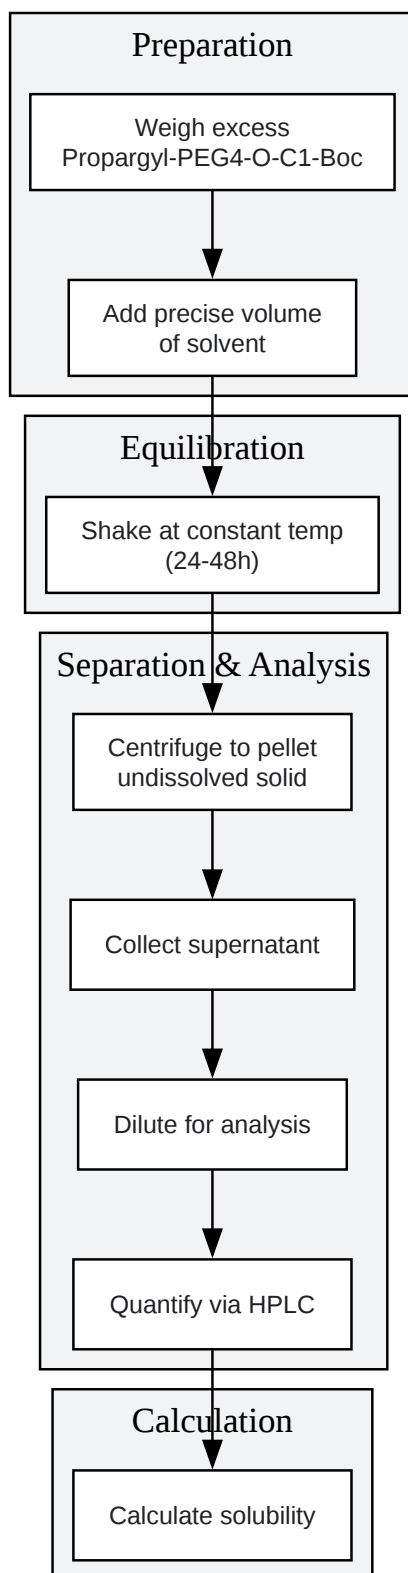 Preparation
Weigh excess
Propargyl-PEG4-O-C1-Boc
Add precise volume
of solvent
Equilibration
Shake at constant temp
(24-48h)
Separation & Analysis
Centrifuge to pellet
undissolved solid
Collect supernatant
Dilute for analysis
Quantify via HPLC
Calculation
Calculate solubility